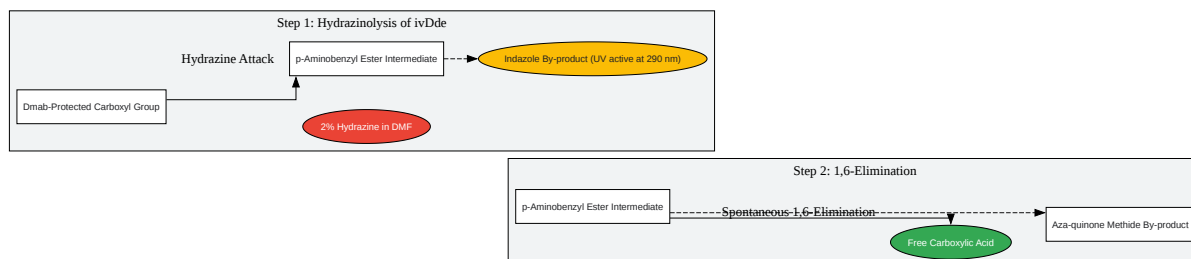 Step 1: Hydrazinolysis of ivDde
Hydrazine Attack
p-Aminobenzyl Ester Intermediate
Indazole By-product (UV active at 290 nm)
Dmab-Protected Carboxyl Group
2% Hydrazine in DMF
Step 2: 1,6-Elimination
p-Aminobenzyl Ester Intermediate
Spontaneous 1,6-Elimination
Aza-quinone Methide By-product
Free Carboxylic Acid